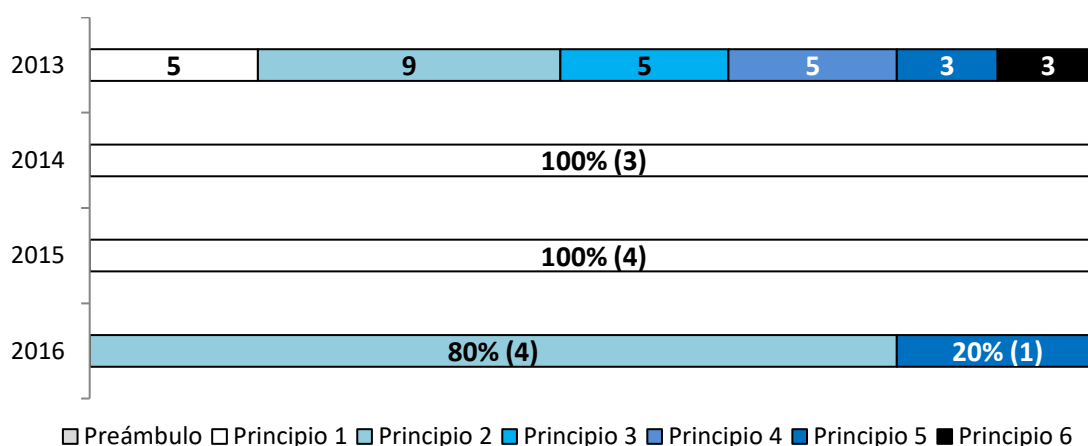 2013 5 9 5 5 3 3
2014 100% (3)
2015 100% (4)
2016 80% (4) 20% (1)
Preámbulo Principio 1 Principio 2 Principio 3 Principio 4 Principio 5 Principio 6